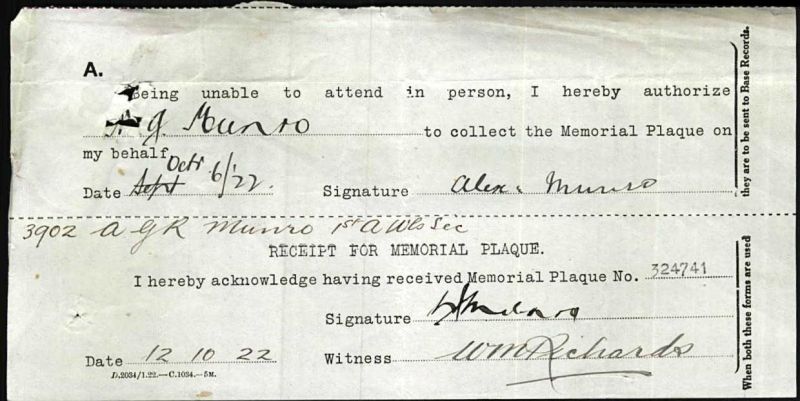 A.
Being unable to attend in person, I hereby authorize
J. Munro to collect the Memorial Plaque on
my behalf
Date Sept Octr 6/22. Signature Alex. Munro
3902 A G R Munro 1st A Wls Sec
RECEIPT FOR MEMORIAL PLAQUE.
I hereby acknowledge having received Memorial Plaque No. 324741
Signature
Date 12 10 22 Witness WM Richards
D.2034/1.22.—C.1034.—5M.
When both these forms are used
they are to be sent to Base Records.